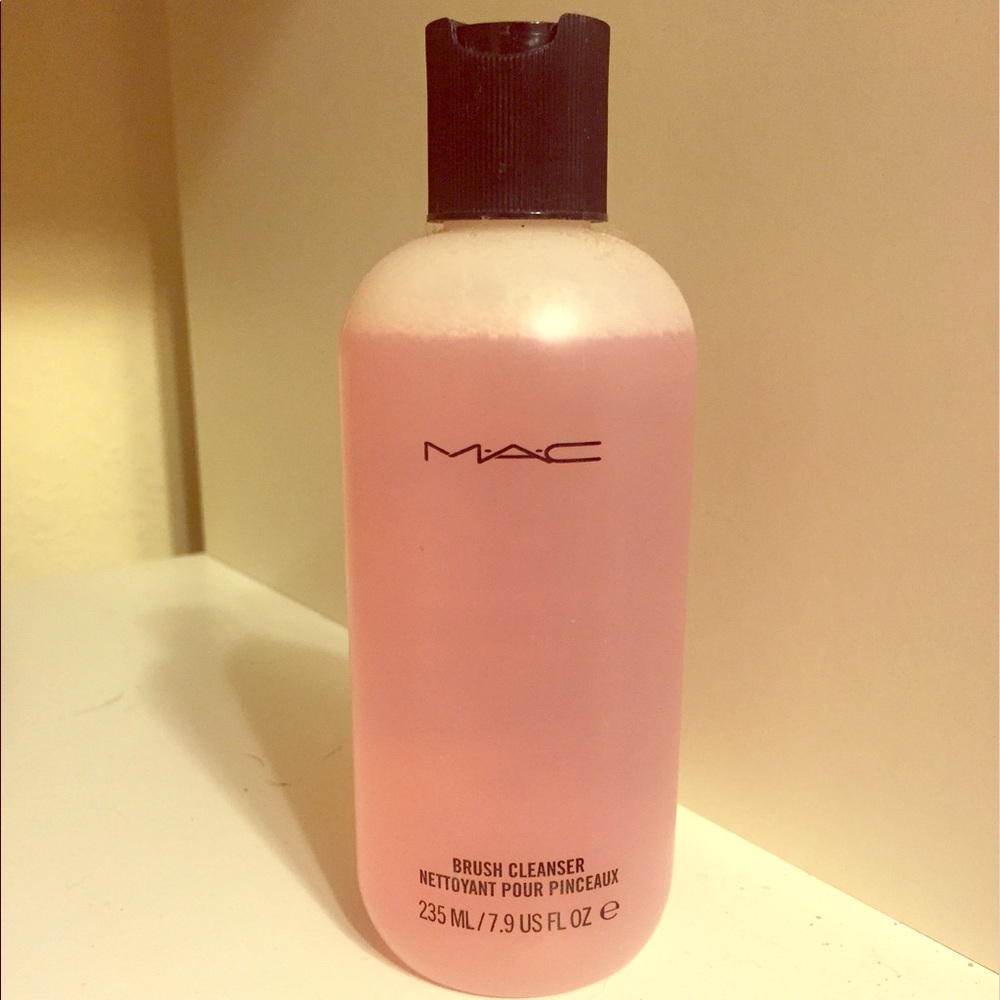 M·A·C
BRUSH CLEANSER
NETTOYANT POUR PINCEAUX
235 ML / 7.9 US FL OZ ℮